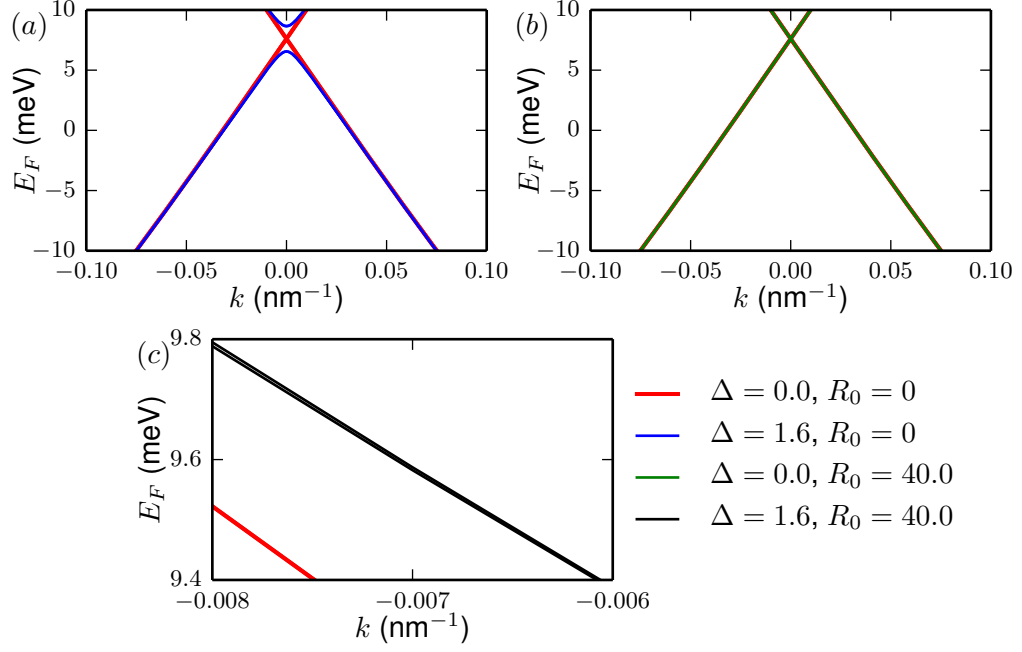 (a)
10
5
0
−5
−10
E_F (meV)
−0.10 −0.05 0.00 0.05 0.10
k (nm⁻¹)
(b)
10
5
0
−5
−10
E_F (meV)
−0.10 −0.05 0.00 0.05 0.10
k (nm⁻¹)
(c)
9.8
9.6
9.4
E_F (meV)
−0.008 −0.007 −0.006
k (nm⁻¹)
Δ = 0.0, R₀ = 0
Δ = 1.6, R₀ = 0
Δ = 0.0, R₀ = 40.0
Δ = 1.6, R₀ = 40.0